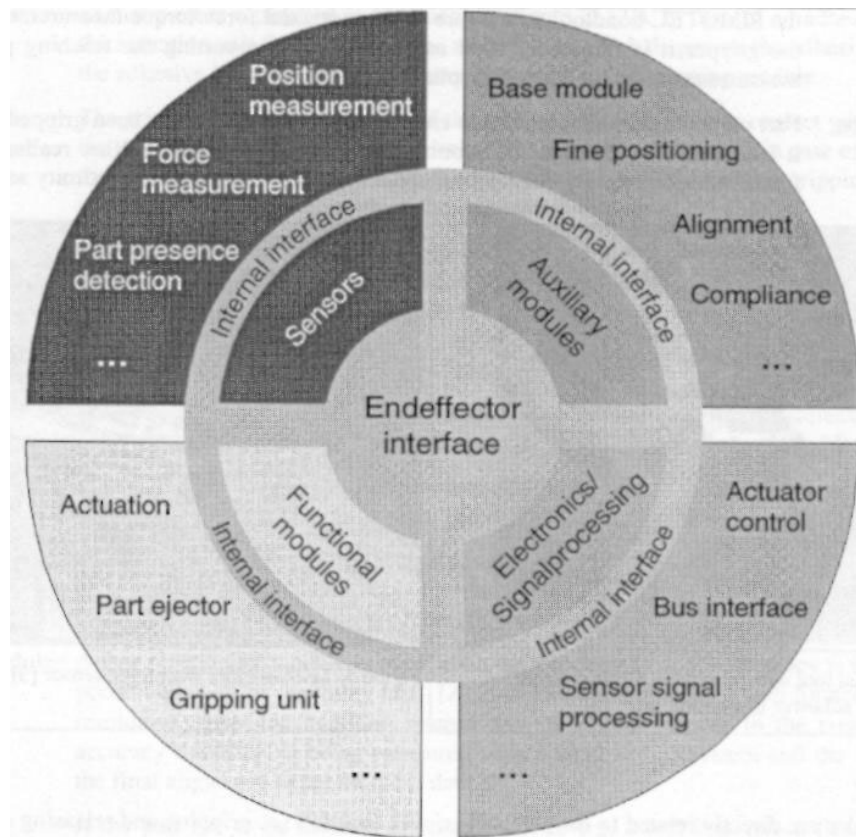 Position
measurement
Force
measurement
Part presence
detection
...
Internal interface
Sensors
Base module
Fine positioning
Alignment
Compliance
...
Internal interface
Auxiliary
modules
Endeffector
interface
Actuation
Part ejector
Gripping unit
...
Internal interface
Functional
modules
Actuator
control
Bus interface
Sensor signal
processing
...
Internal interface
Electronics/
Signalprocessing